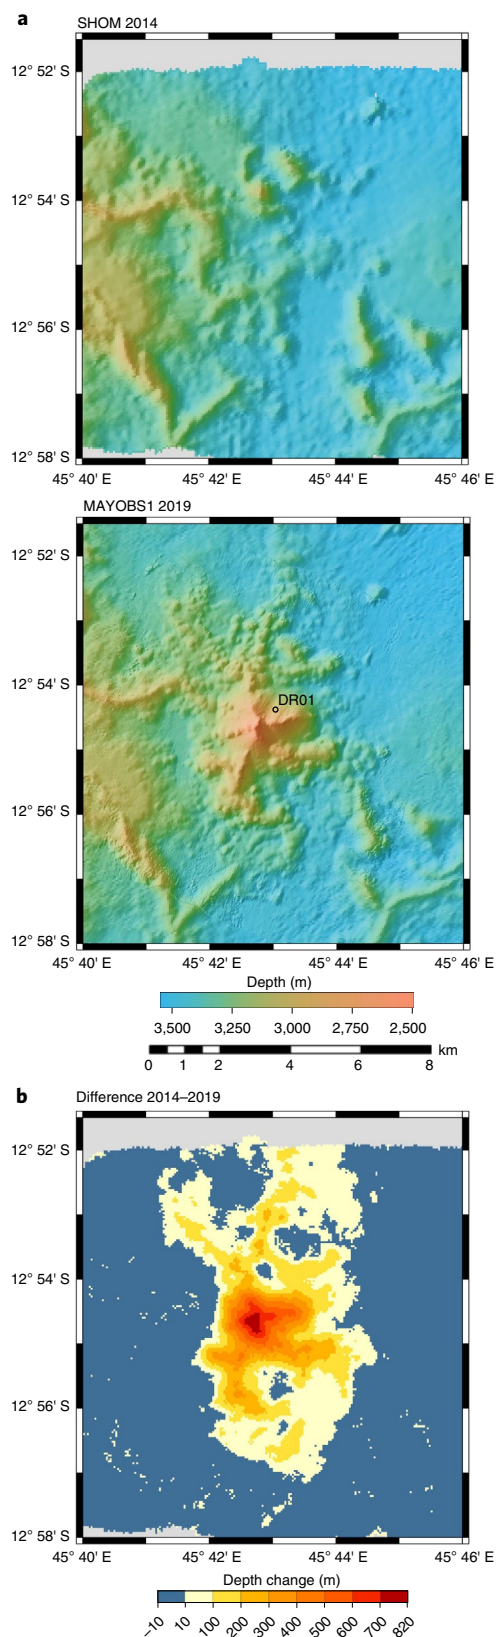 a
SHOM 2014
12° 52' S
12° 54' S
12° 56' S
12° 58' S
45° 40' E 45° 42' E 45° 44' E 45° 46' E
MAYOBS1 2019
12° 52' S
12° 54' S
DR01
12° 56' S
12° 58' S
45° 40' E 45° 42' E 45° 44' E 45° 46' E
Depth (m)
3,500 3,250 3,000 2,750 2,500
km
0 1 2 4 6 8
b
Difference 2014–2019
12° 52' S
12° 54' S
12° 56' S
12° 58' S
45° 40' E 45° 42' E 45° 44' E 45° 46' E
Depth change (m)
–10 10 100 200 300 400 500 600 700 820